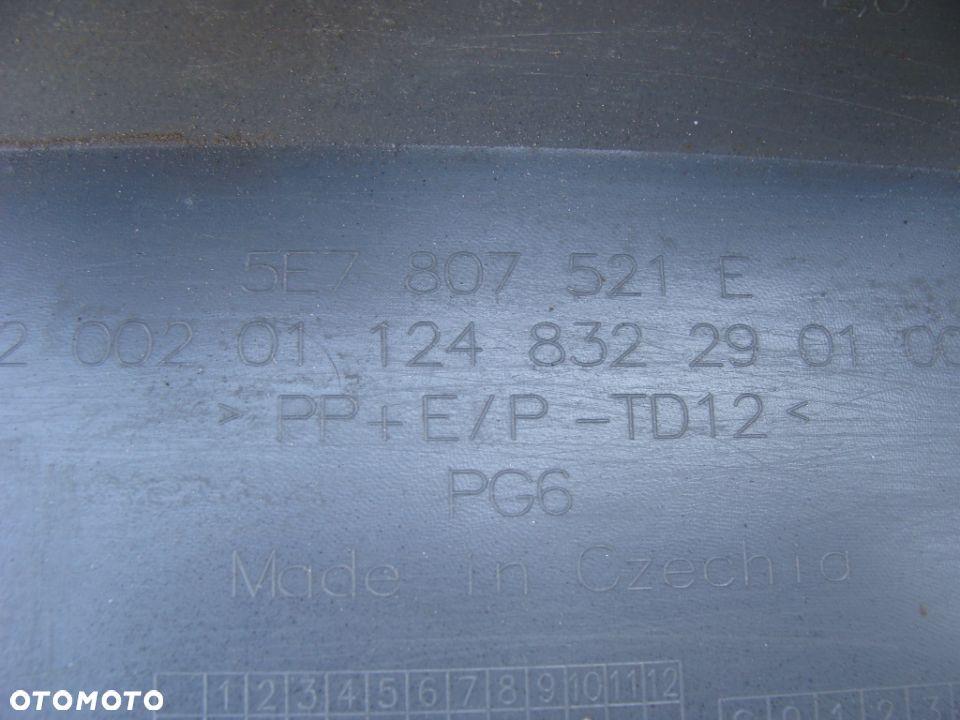 5E7 807 521 E
2 002 01 124 832 29 01 00
> PP+E/P-TD12 <
PG6
Made in Czechia
1 2 3 4 5 6 7 8 9 10 11 12
OTOMOTO